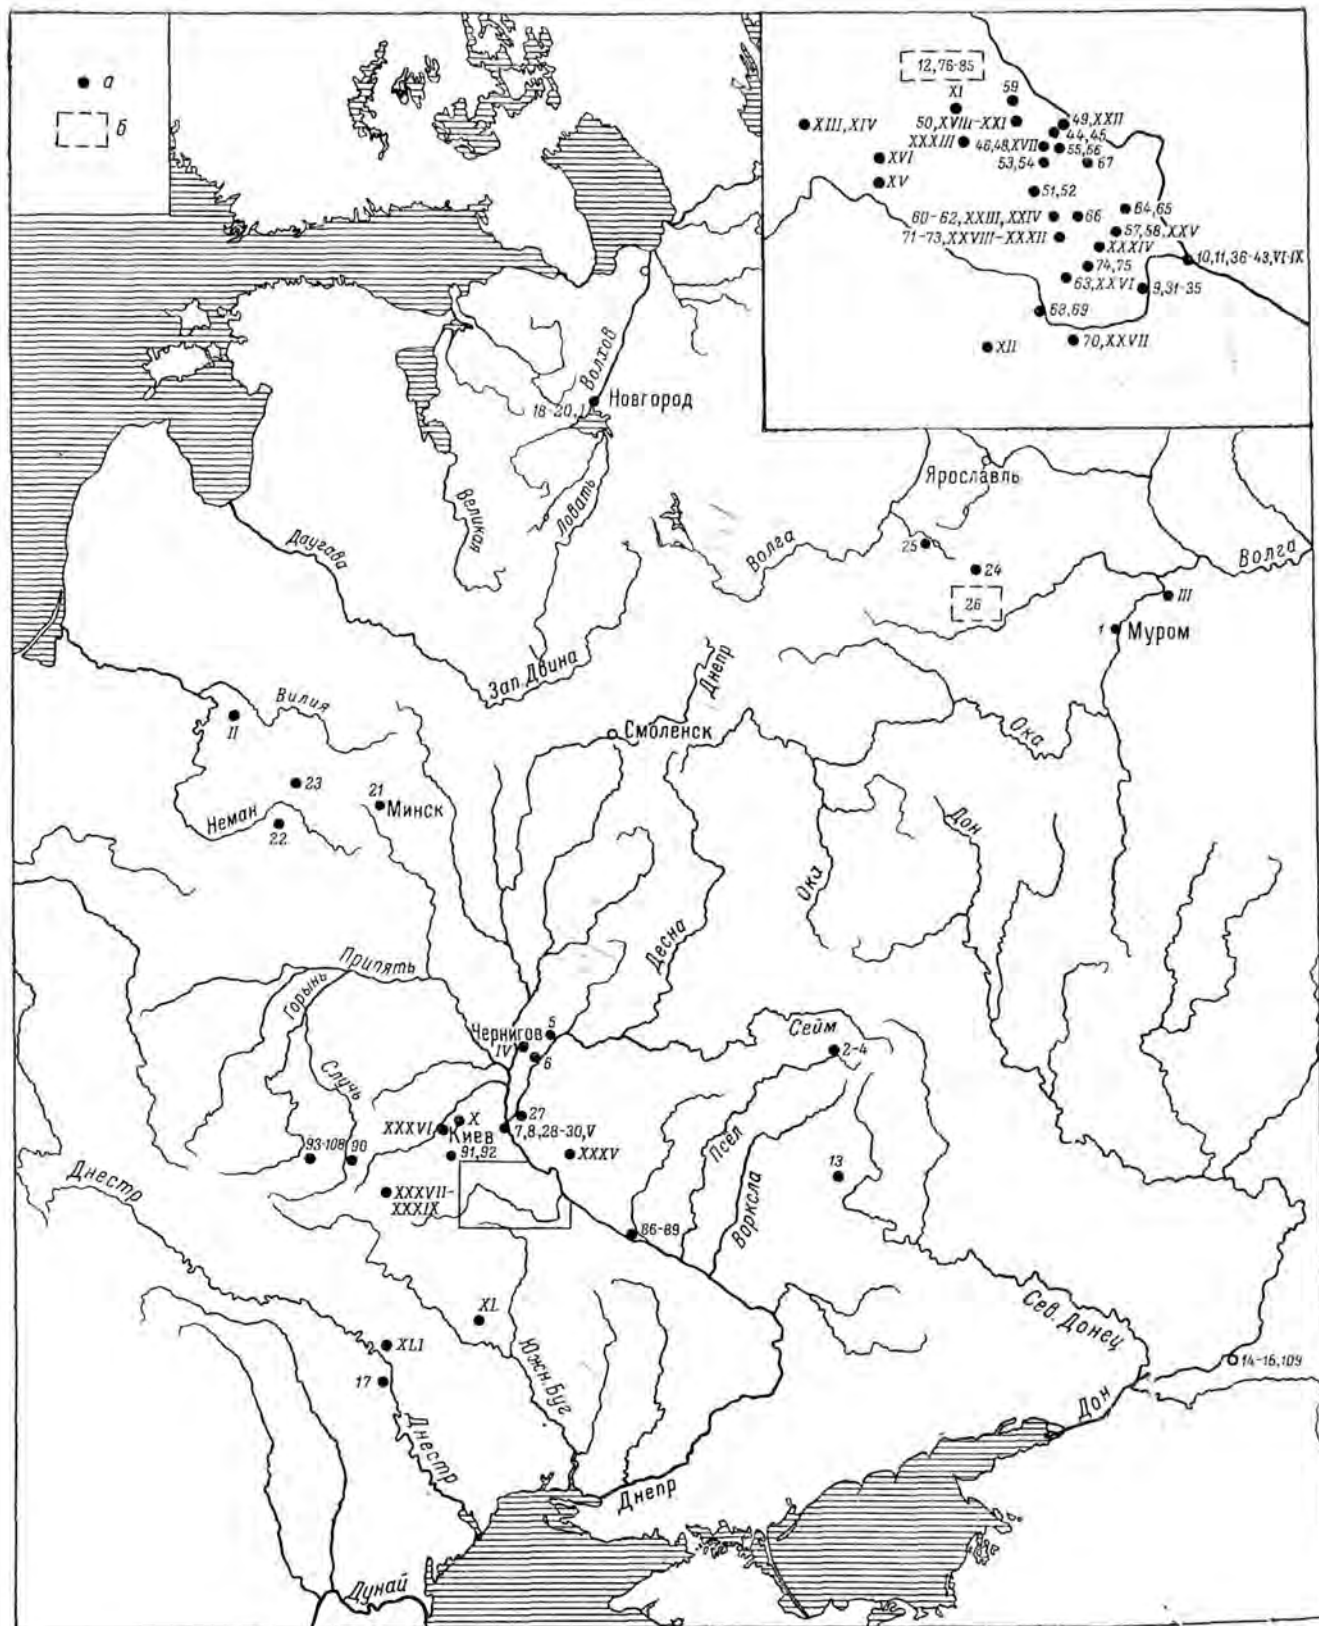 а
б
12,76-85
XI
59
XIII, XIV
50, XVIII-XXI
49, XXII
44, 45
XXXIII
46, 48, XVII
55, 56
XVI
53, 54
67
XV
51, 52
60-62, XXIII, XXIV
66
64, 65
71-73, XXVIII-XXXII
57, 58, XXV
XXXIV
10, 11, 36-43, VI-IX
74, 75
63, XXVI
9, 31-35
68, 69
XII
70, XXVII
Волхов
18-20, I
Новгород
Великая
Ловать
Ярославль
25
24
26
Волга
Волга
III
1
Муром
Даугава
Зап. Двина
Днепр
Смоленск
Вилия
II
23
21
Минск
Неман
22
Ока
Ока
Дон
Десна
Припять
Горынь
Случь
Чернигов
5
IV
6
Сейм
2-4
27
X
XXXVI
Киев
7,8,28-30,V
93-108
90
91,92
XXXV
Псел
Ворскла
13
Днестр
XXXVII-
XXXIX
86-89
XL
XLI
17
Южн. Буг
Днестр
Сев. Донец
14-16,109
Дон
Днепр
Дунай